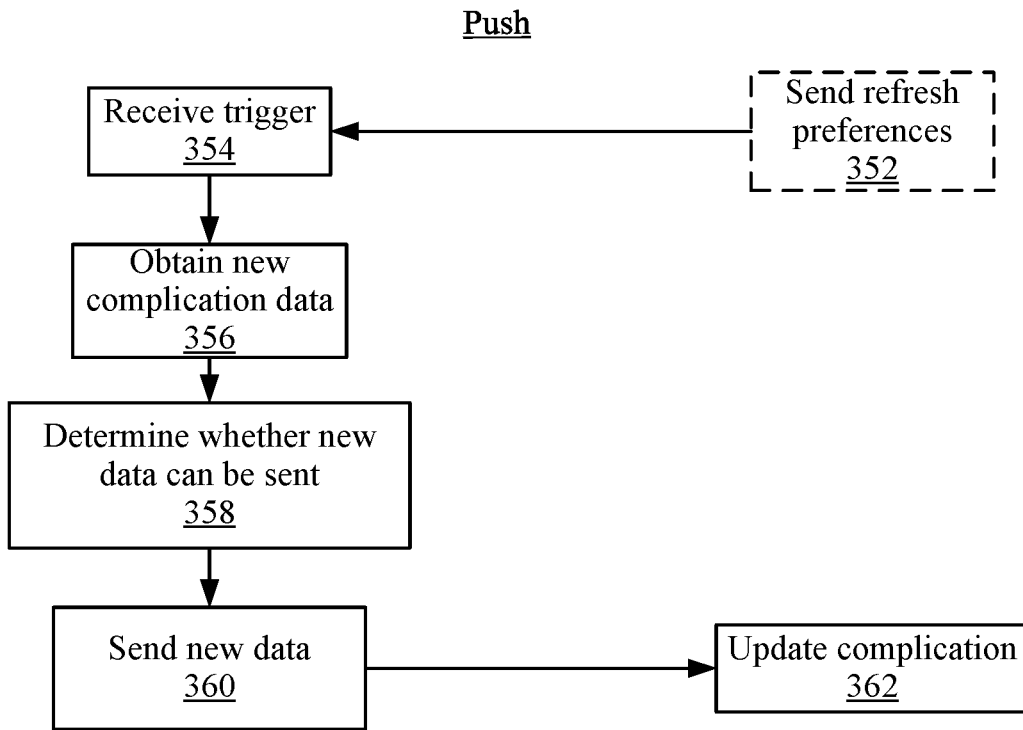 Push
Receive trigger
354
Send refresh
preferences
352
Obtain new
complication data
356
Determine whether new
data can be sent
358
Send new data
360
Update complication
362